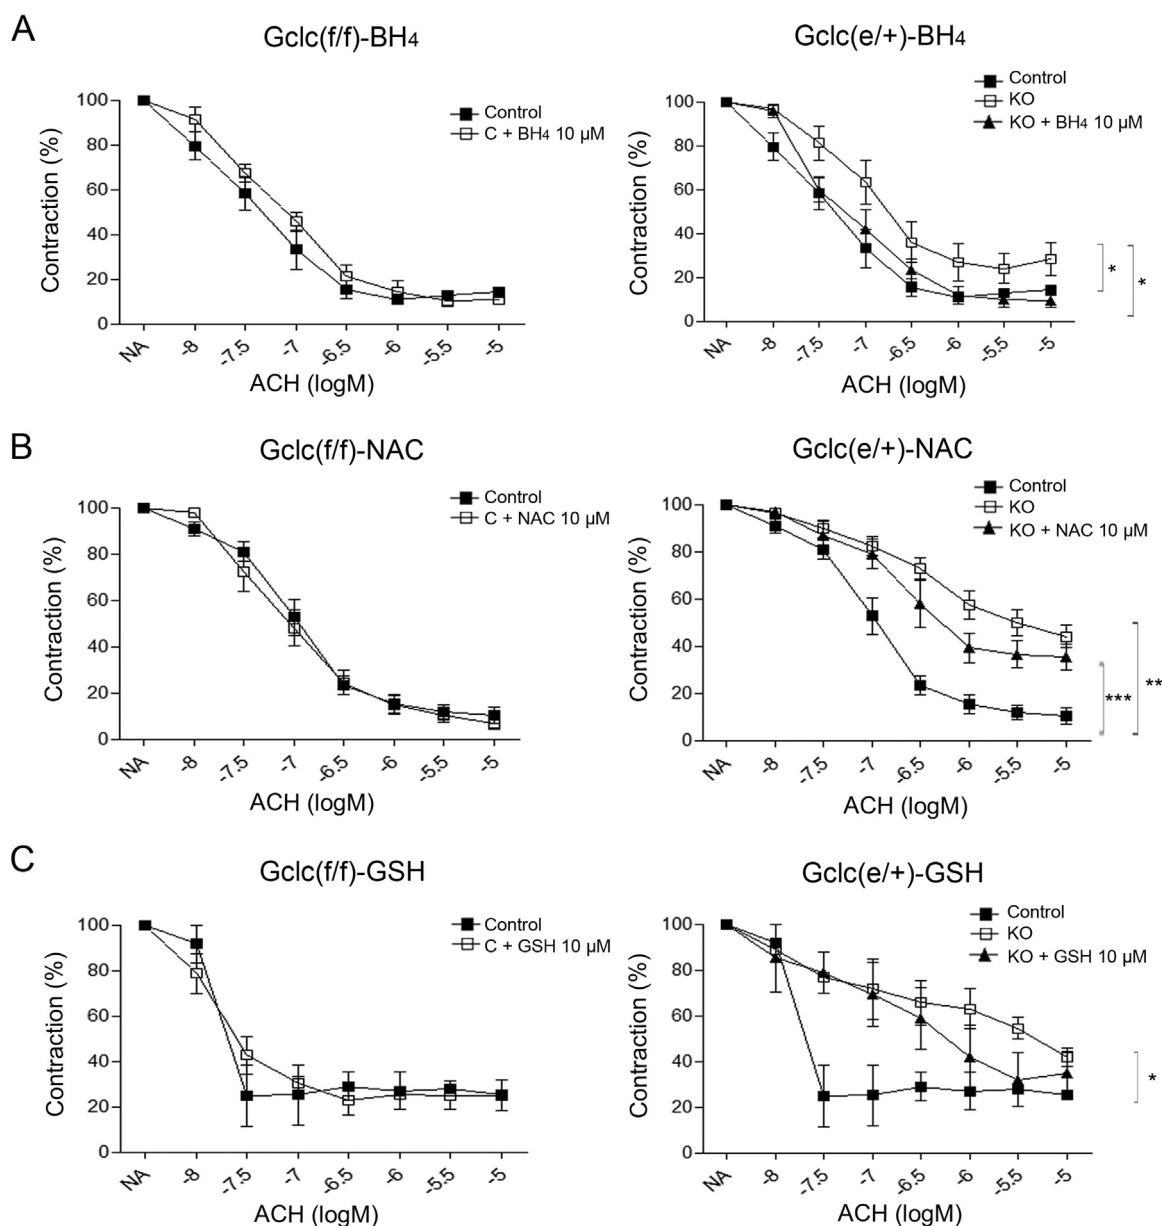 A
Gclc(f/f)-BH4
Control
C + BH4 10 μM
Contraction (%)
100
80
60
40
20
0
NA
-8
-7.5
-7
-6.5
-6
-5.5
-5
ACH (logM)
Gclc(e/+)-BH4
Control
KO
KO + BH4 10 μM
Contraction (%)
100
80
60
40
20
0
*
*
NA
-8
-7.5
-7
-6.5
-6
-5.5
-5
ACH (logM)
B
Gclc(f/f)-NAC
Control
C + NAC 10 μM
Contraction (%)
100
80
60
40
20
0
NA
-8
-7.5
-7
-6.5
-6
-5.5
-5
ACH (logM)
Gclc(e/+)-NAC
Control
KO
KO + NAC 10 μM
Contraction (%)
100
80
60
40
20
0
***
**
NA
-8
-7.5
-7
-6.5
-6
-5.5
-5
ACH (logM)
C
Gclc(f/f)-GSH
Control
C + GSH 10 μM
Contraction (%)
100
80
60
40
20
0
NA
-8
-7.5
-7
-6.5
-6
-5.5
-5
ACH (logM)
Gclc(e/+)-GSH
Control
KO
KO + GSH 10 μM
Contraction (%)
100
80
60
40
20
0
*
NA
-8
-7.5
-7
-6.5
-6
-5.5
-5
ACH (logM)